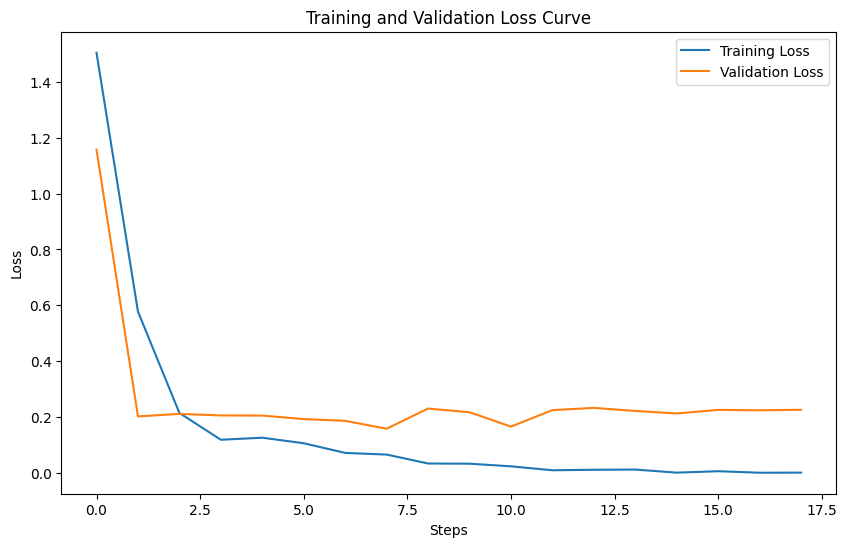 Training and Validation Loss Curve
Training Loss
Validation Loss
Loss
1.4
1.2
1.0
0.8
0.6
0.4
0.2
0.0
0.0 2.5 5.0 7.5 10.0 12.5 15.0 17.5
Steps